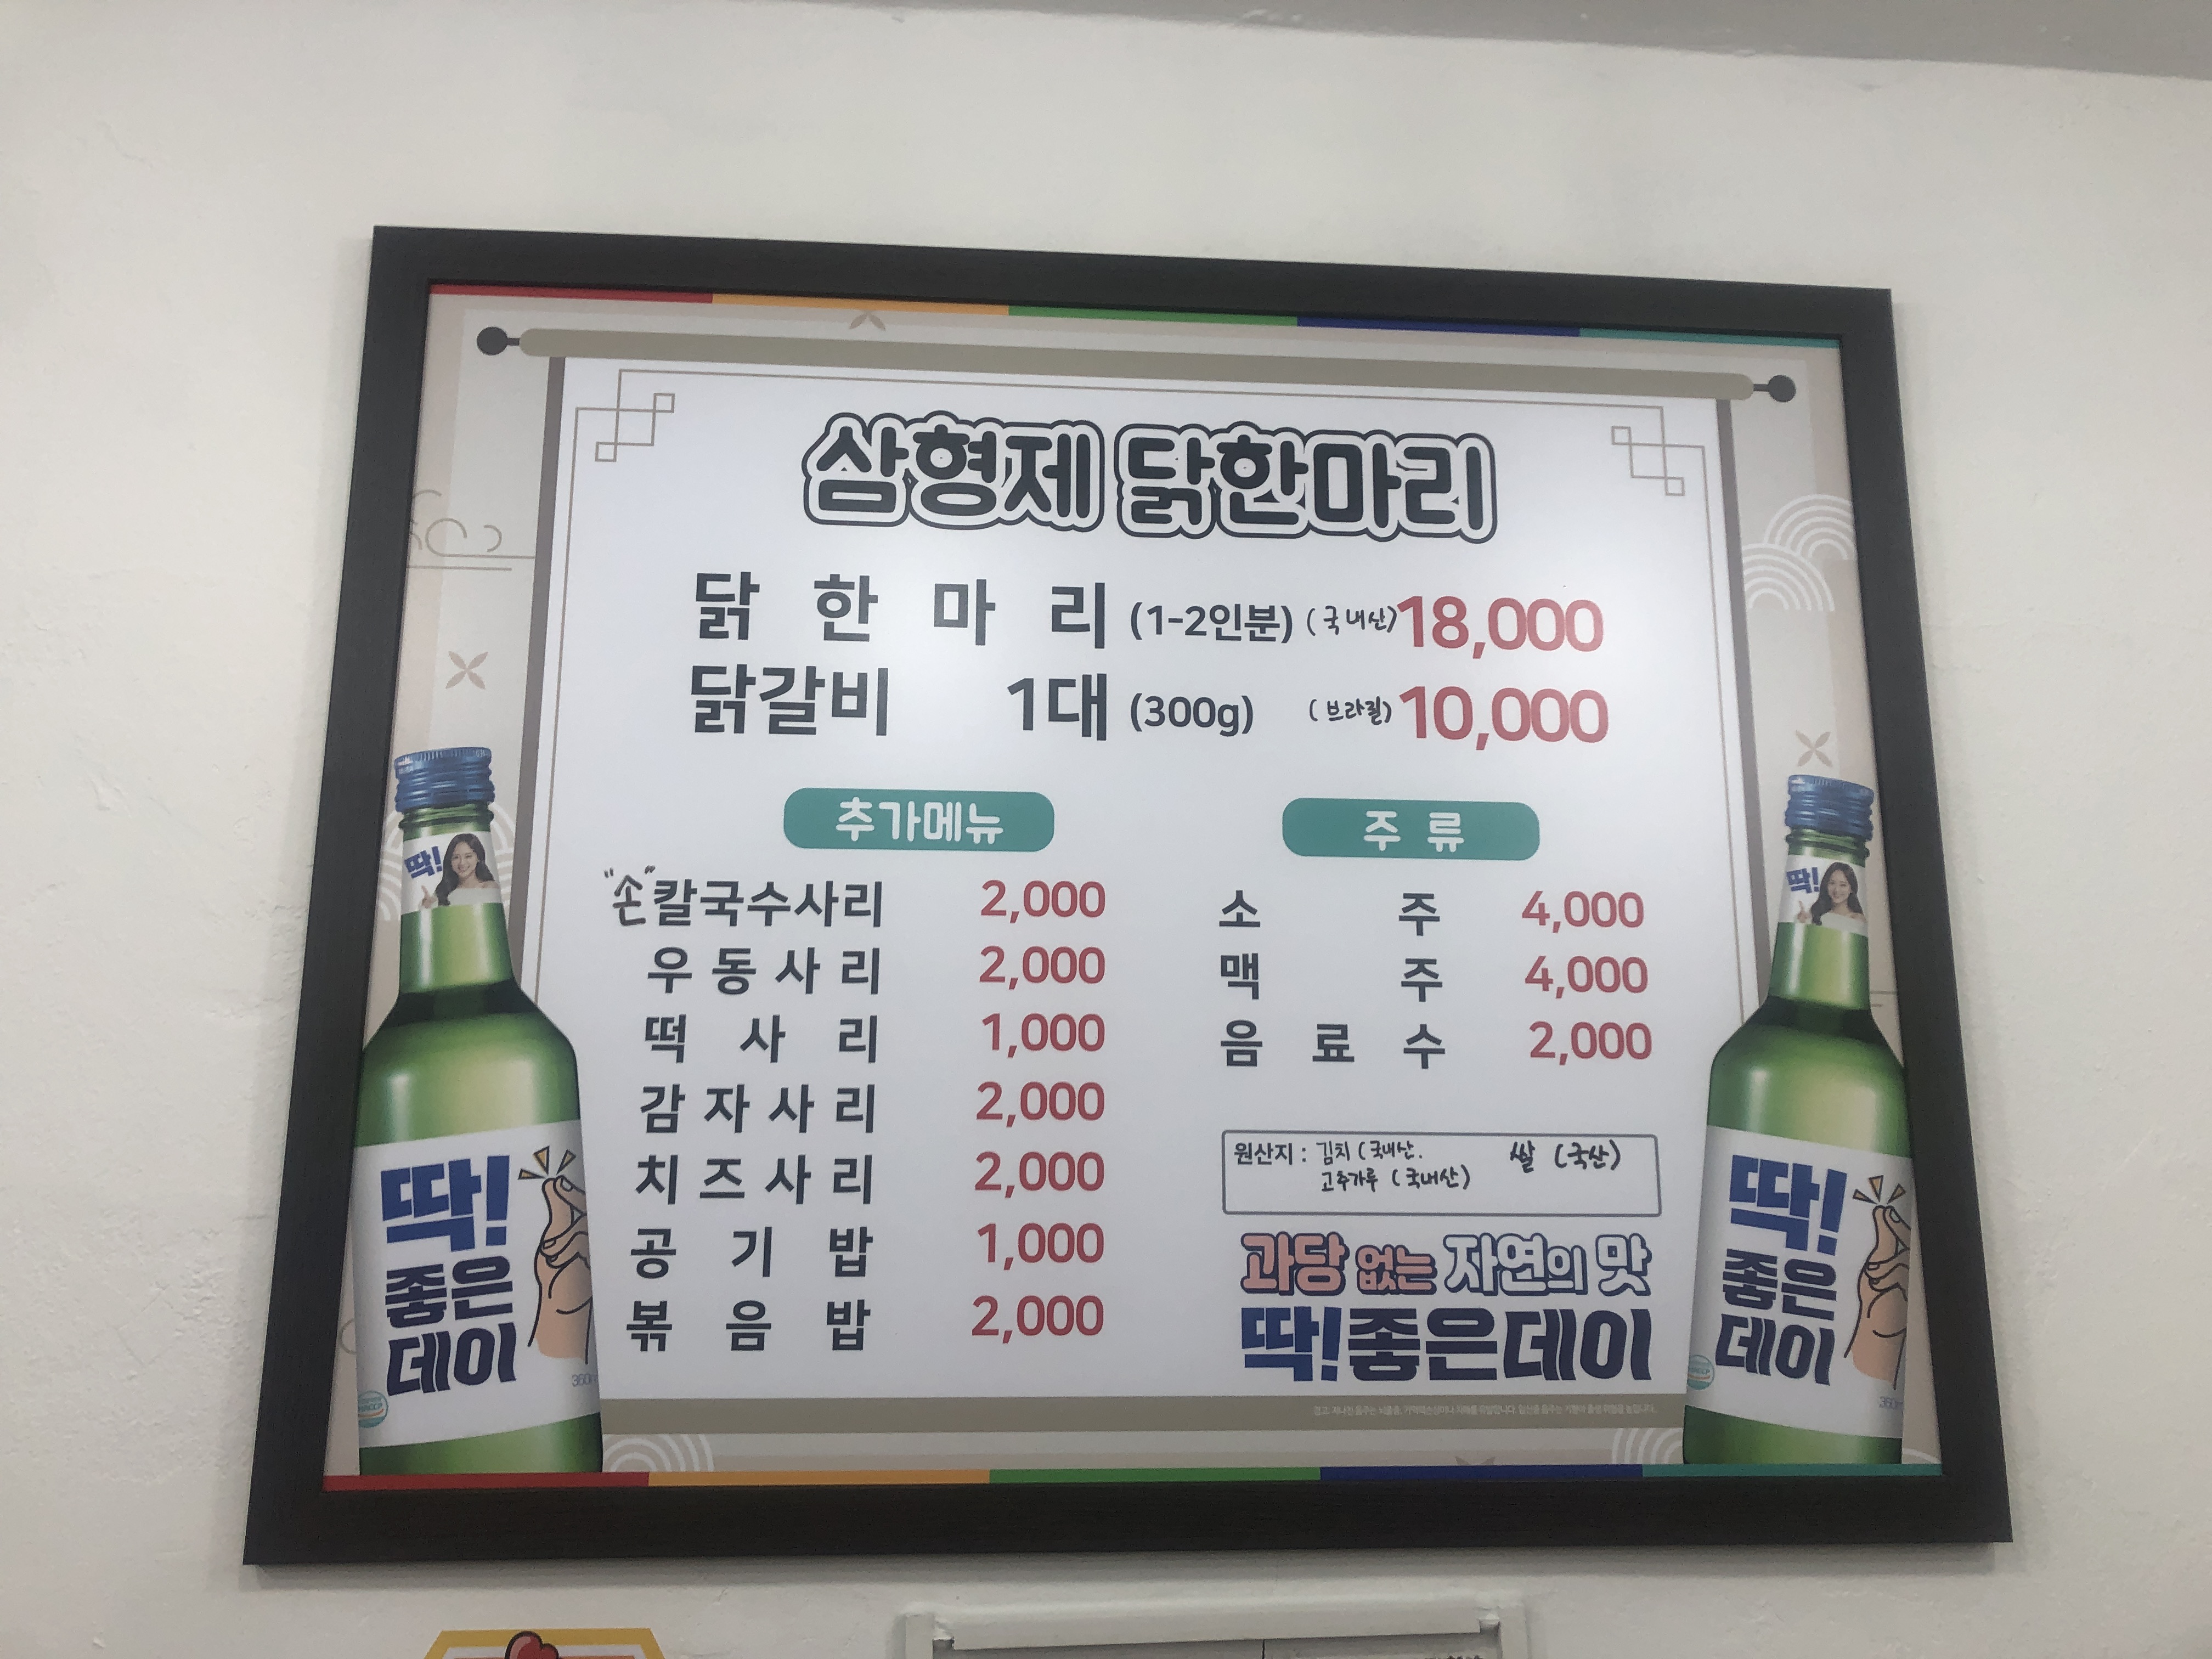 삼형제 닭한마리
닭 한 마 리 (1-2인분) (국내산) 18,000
닭갈비 1대 (300g) (브라질) 10,000
추가메뉴
"손"칼국수사리 2,000
우동사리 2,000
떡사리 1,000
감자사리 2,000
치즈사리 2,000
공기밥 1,000
볶음밥 2,000
주 류
소주 4,000
맥주 4,000
음료수 2,000
원산지 : 김치 (국내산. 쌀 (국산)
고추가루 (국내산)
과당 없는 자연의 맛
딱!좋은데이
딱!
딱!
좋은
데이
360m
딱!
딱!
좋은
데이
360m